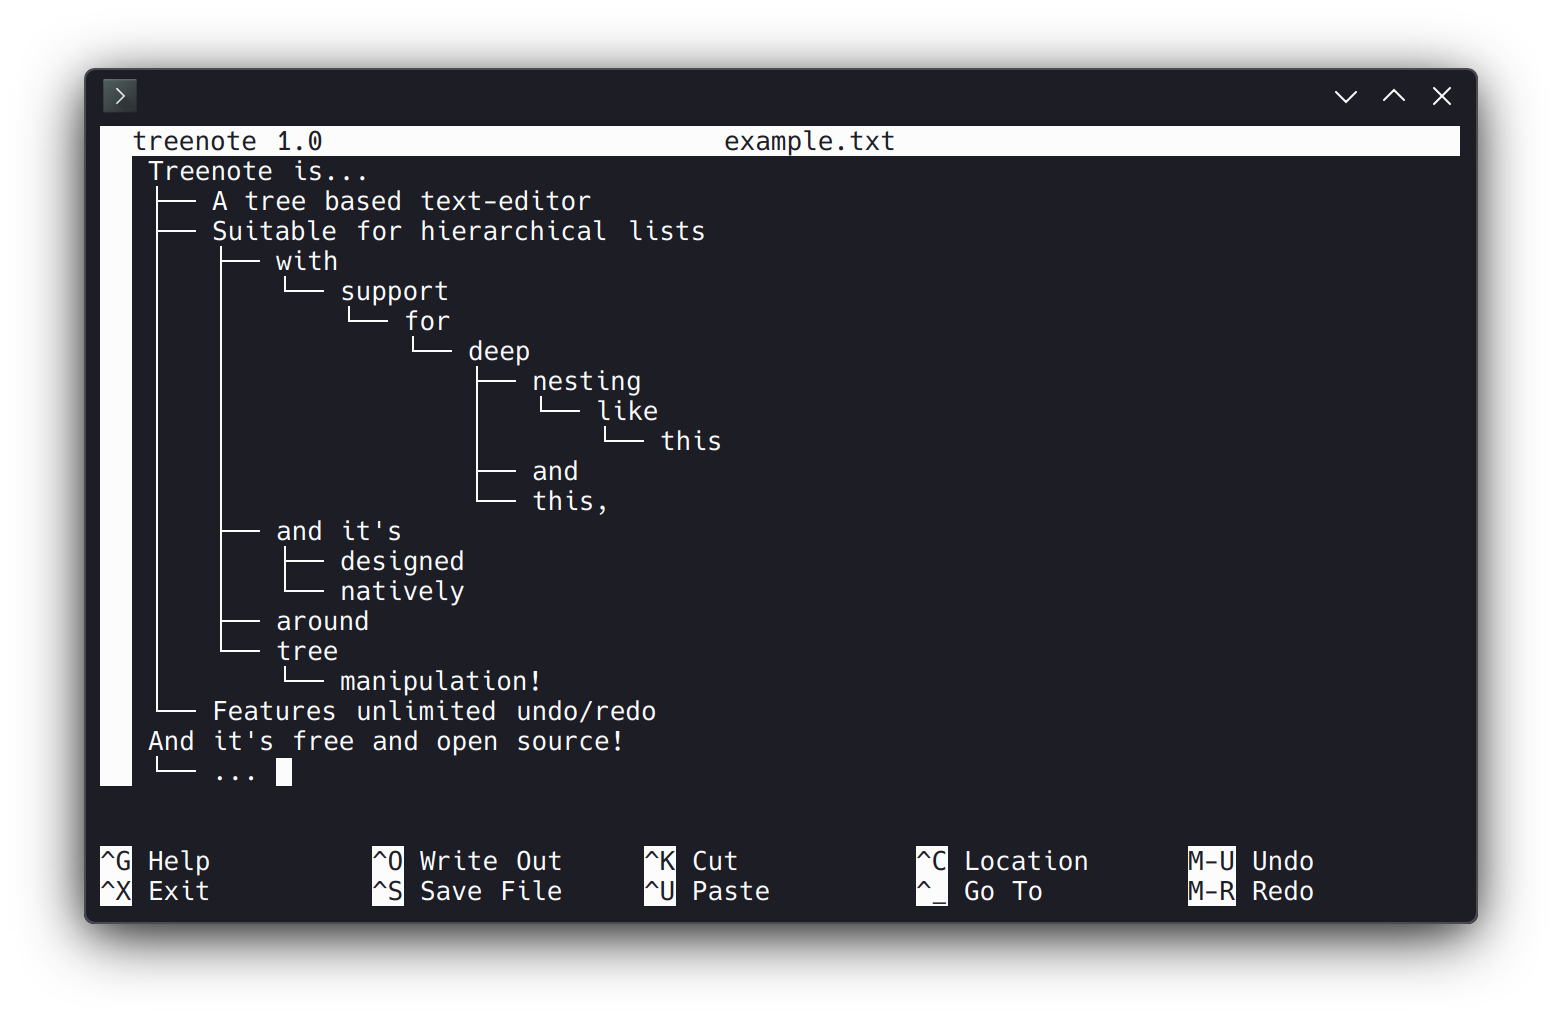 treenote 1.0 example.txt
Treenote is...
├── A tree based text-editor
├── Suitable for hierarchical lists
│   ├── with
│   │   └── support
│   │       └── for
│   │           └── deep
│   │               ├── nesting
│   │               │   └── like
│   │               │       └── this
│   │               ├── and
│   │               └── this,
│   ├── and it's
│   │   ├── designed
│   │   └── natively
│   ├── around
│   └── tree
│       └── manipulation!
└── Features unlimited undo/redo
And it's free and open source!
└── ...
^G Help ^O Write Out ^K Cut ^C Location M-U Undo
^X Exit ^S Save File ^U Paste ^_ Go To M-R Redo